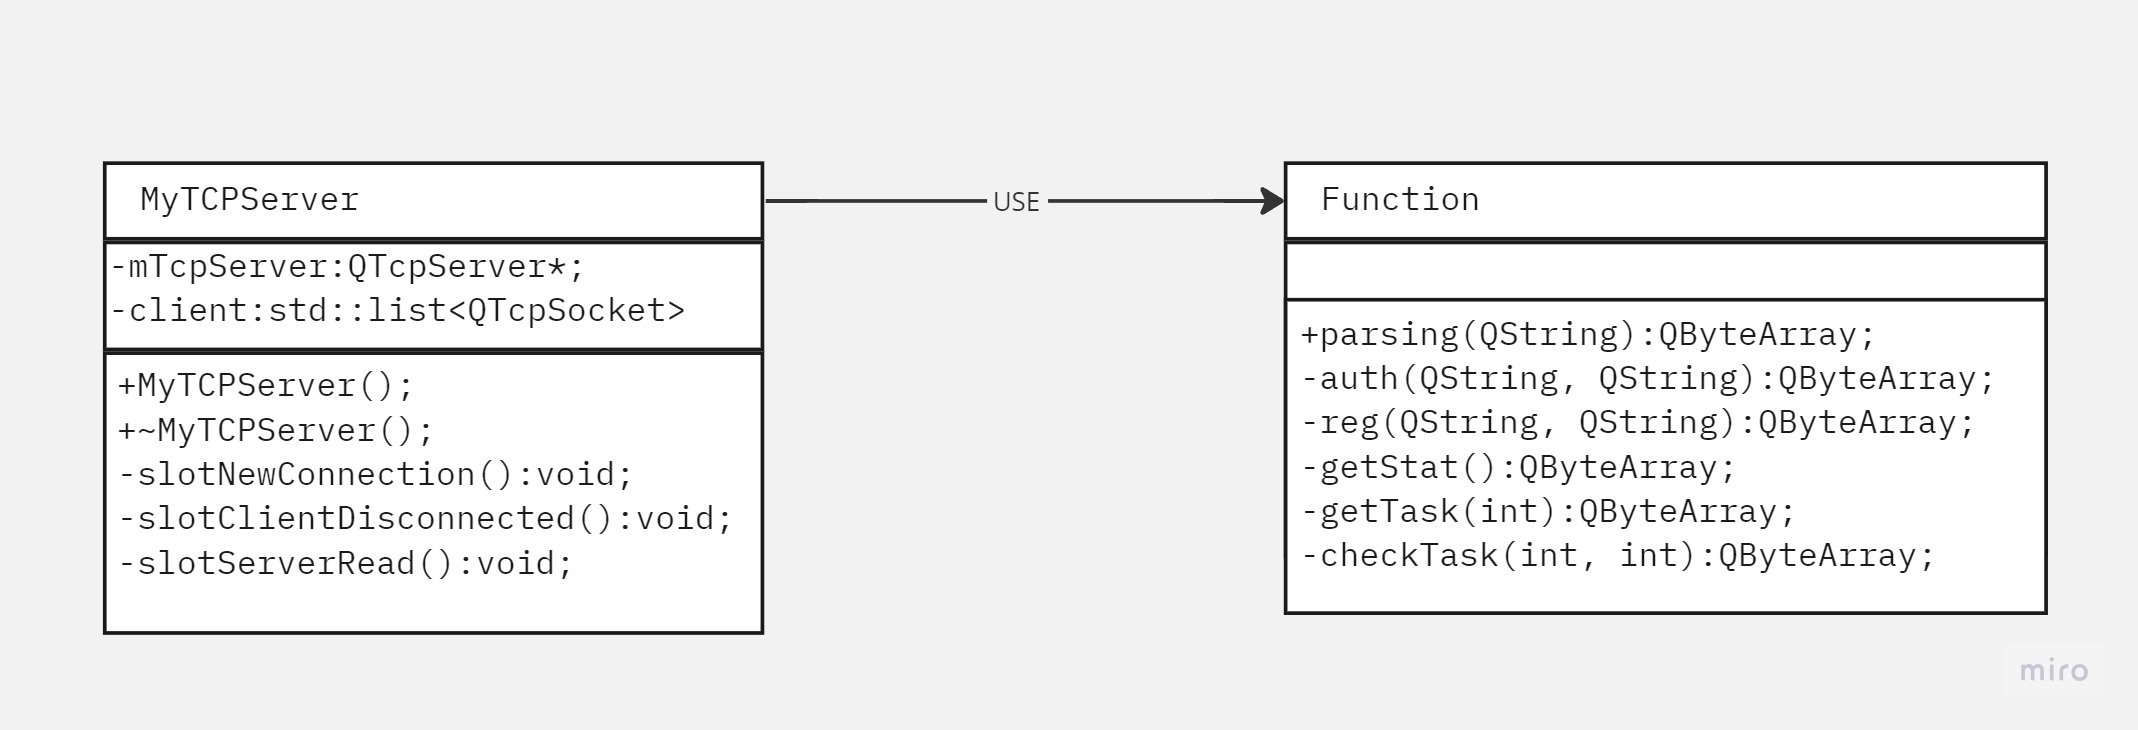 MyTCPServer
-mTcpServer:QTcpServer*;
-client:std::list<QTcpSocket>
+MyTCPServer();
+~MyTCPServer();
-slotNewConnection():void;
-slotClientDisconnected():void;
-slotServerRead():void;
USE
Function
+parsing(QString):QByteArray;
-auth(QString, QString):QByteArray;
-reg(QString, QString):QByteArray;
-getStat():QByteArray;
-getTask(int):QByteArray;
-checkTask(int, int):QByteArray;
miro